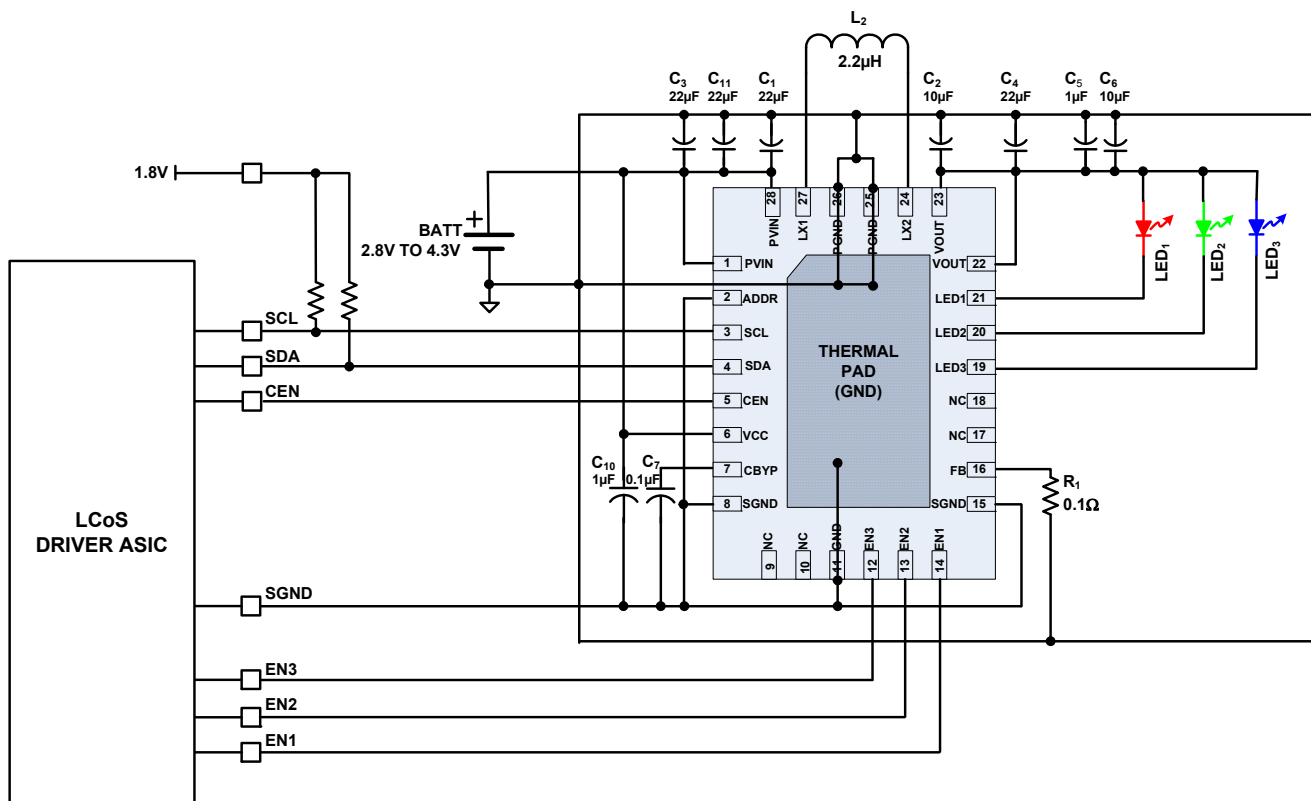 L2
2.2µH
C3
22µF
C11
22µF
C1
22µF
C2
10µF
C4
22µF
C5
1µF
C6
10µF
1.8V
BATT
+
2.8V TO 4.3V
28
PVIN
27
LX1
26
PGND
25
PGND
24
LX2
23
VOUT
LED1
LED2
LED3
1 PVIN
2 ADDR
3 SCL
4 SDA
5 CEN
6 VCC
7 CBYP
8 SGND
VOUT 22
LED1 21
LED2 20
LED3 19
NC 18
NC 17
FB 16
SGND 15
THERMAL
PAD
(GND)
NC
9
NC
10
GND
11
EN3
12
EN2
13
EN1
14
SCL
SDA
CEN
C10
1µF
C7
0.1µF
R1
0.1Ω
LCoS
DRIVER ASIC
SGND
EN3
EN2
EN1